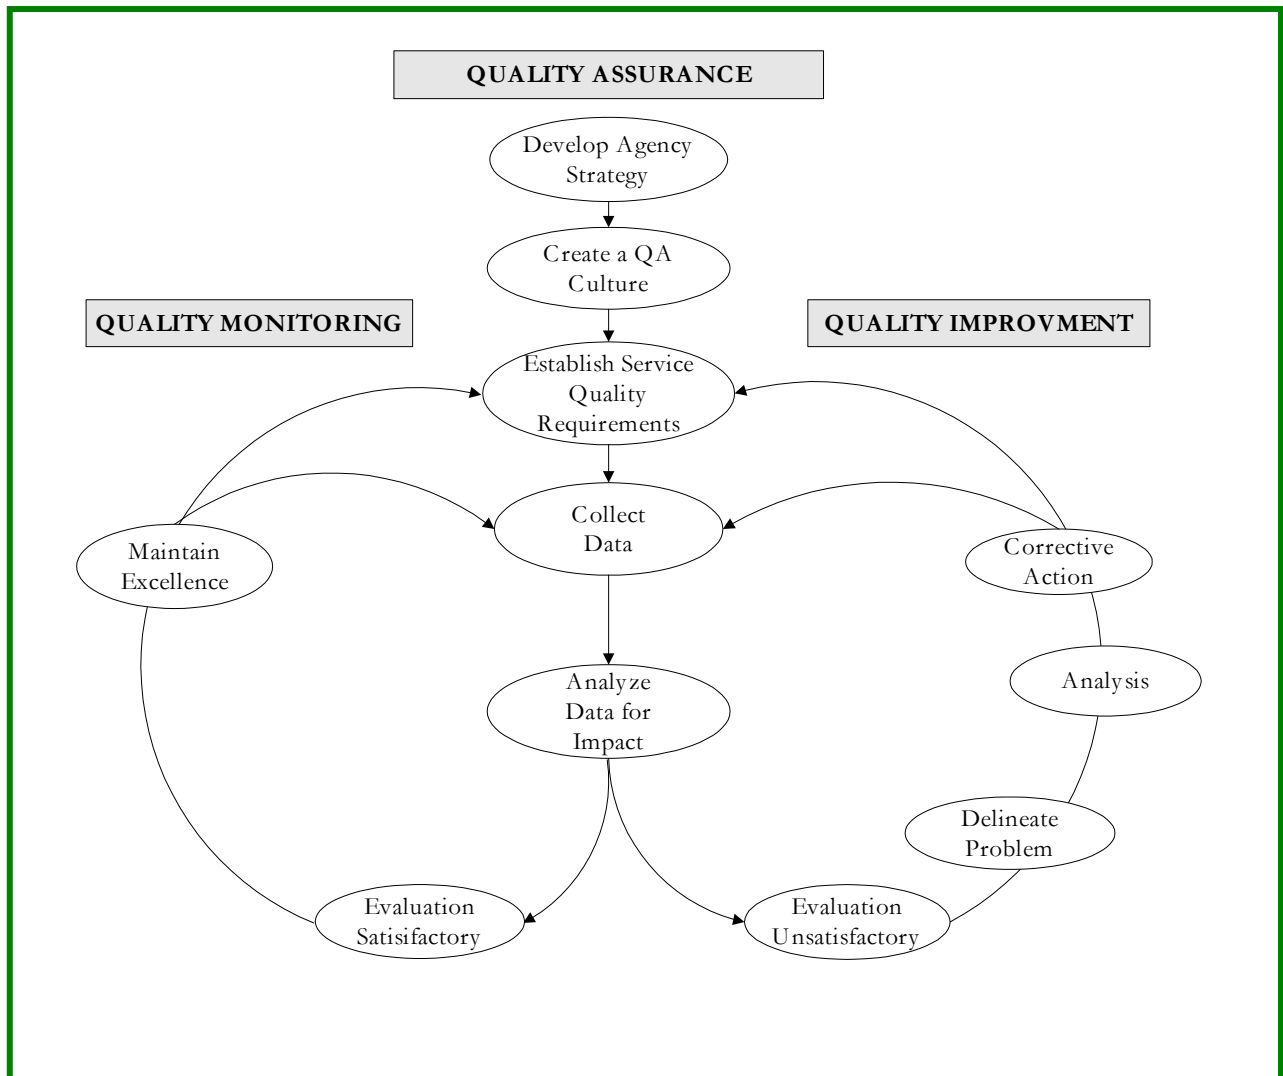 QUALITY ASSURANCE
Develop Agency
Strategy
Create a QA
Culture
QUALITY MONITORING
QUALITY IMPROVMENT
Establish Service
Quality
Requirements
Collect
Data
Maintain
Excellence
Corrective
Action
Analysis
Analyze
Data for
Impact
Delineate
Problem
Evaluation
Satisifactory
Evaluation
Unsatisfactory